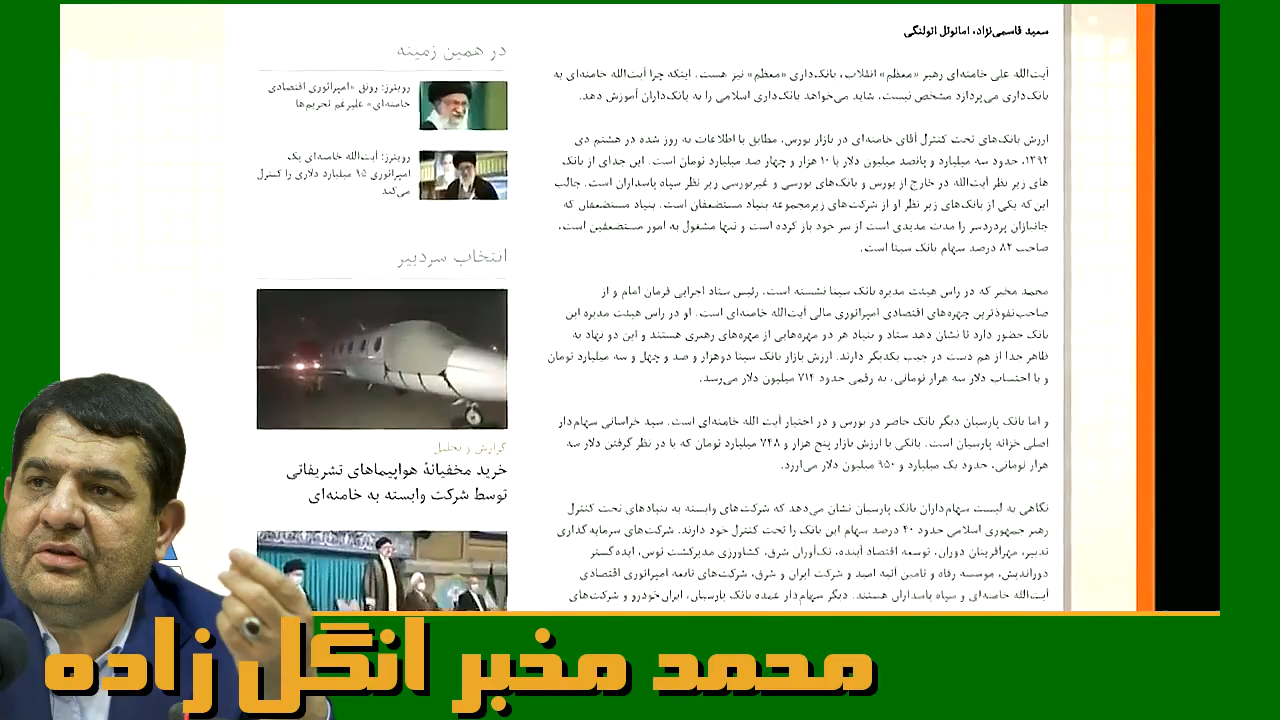 سعید قاسمی‌نژاد، امانوئل اتولنگی
آیت‌الله علی خامنه‌ای رهبر «معظم» انقلاب، بانک‌داری «معظم» نیز هست. اینکه چرا آیت‌الله خامنه‌ای به
بانک‌داری می‌پردازد مشخص نیست، شاید می‌خواهد بانک‌داری اسلامی را به بانک‌داران آموزش دهد.
ارزش بانک‌های تحت کنترل آقای خامنه‌ای در بازار بورس، مطابق با اطلاعات به روز شده در هشتم دی
۱۳۹۲، حدود سه میلیارد و پانصد میلیون دلار یا ۱۰ هزار و چهار صد میلیارد تومان است. این جدای از بانک
های زیر نظر آیت‌الله در خارج از بورس و بانک‌های بورسی و غیربورسی زیر نظر سپاه پاسداران است. جالب
این که یکی از بانک‌های زیر نظر او از شرکت‌های زیرمجموعه بنیاد مستضعفان است. بنیاد مستضعفان که
جانبازان پردردسر را مدت مدیدی است از سر خود باز کرده است و تنها مشغول به امور مستضعفین است،
صاحب ۸۲ درصد سهام بانک سینا است.
محمد مخبر که در راس هیئت مدیره بانک سینا نشسته است، رئیس ستاد اجرایی فرمان امام و از
صاحب‌نفوذترین چهره‌های اقتصادی امپراتوری مالی آیت‌الله خامنه‌ای است. او در راس هیئت مدیره این
بانک حضور دارد تا نشان دهد ستاد و بنیاد هر دو مهره‌هایی از مهره‌های رهبری هستند و این دو نهاد به
ظاهر جدا از هم دست در جیب یکدیگر دارند. ارزش بازار بانک سینا دوهزار و صد و چهل و سه میلیارد تومان
و با احتساب دلار سه هزار تومانی، به رقمی حدود ۷۱۴ میلیون دلار می‌رسد.
و اما بانک پارسیان دیگر بانک حاضر در بورس و در اختیار آیت الله خامنه‌ای است. سید خراسانی سهام‌دار
اصلی خزانه پارسیان است. بانکی با ارزش بازار پنج هزار و ۷۴۸ میلیارد تومان که با در نظر گرفتن دلار سه
هزار تومانی، حدود یک میلیارد و ۹۵۰ میلیون دلار می‌ارزد.
نگاهی به لیست سهام‌داران بانک پارسیان نشان می‌دهد که شرکت‌های وابسته به بنیادهای تحت کنترل
رهبر جمهوری اسلامی حدود ۴۰ درصد سهام این بانک را تحت کنترل خود دارند. شرکت‌های سرمایه گذاری
تدبیر، مهرآفرینان دوران، توسعه اقتصاد آینده، تک‌آوران شرق، کشاورزی مدبرکشت توس، ایده‌گستر
دوراندیش، موسسه رفاه و تامین آتیه امید و شرکت ایران و شرق، شرکت‌های تابعه امپراتوری اقتصادی
آیت‌الله خامنه‌ای و سپاه پاسداران هستند. دیگر سهام‌دار عمده بانک پارسیان، ایران‌خودرو و شرکت‌های
در همین زمینه
رویترز: رونق «امپراتوری اقتصادی
خامنه‌ای» علیرغم تحریم‌ها
رویترز: آیت‌الله خامنه‌ای یک
امپراتوری ۹۵ میلیارد دلاری را کنترل
می‌کند
انتخاب سردبیر
گزارش و تحلیل
خرید مخفیانهٔ هواپیماهای تشریفاتی
توسط شرکت وابسته به خامنه‌ای
محمد مخبر انگل زاده